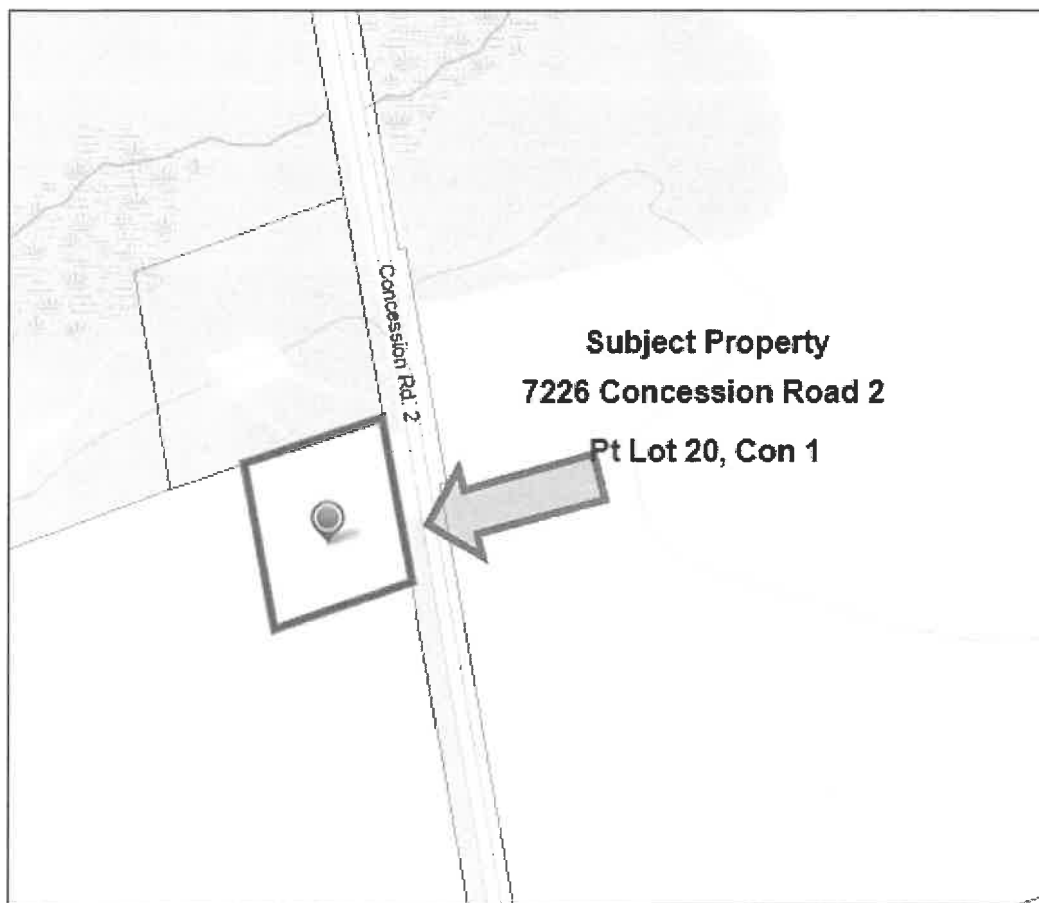 Concession Rd. 2
Subject Property
7226 Concession Road 2
Pt Lot 20, Con 1